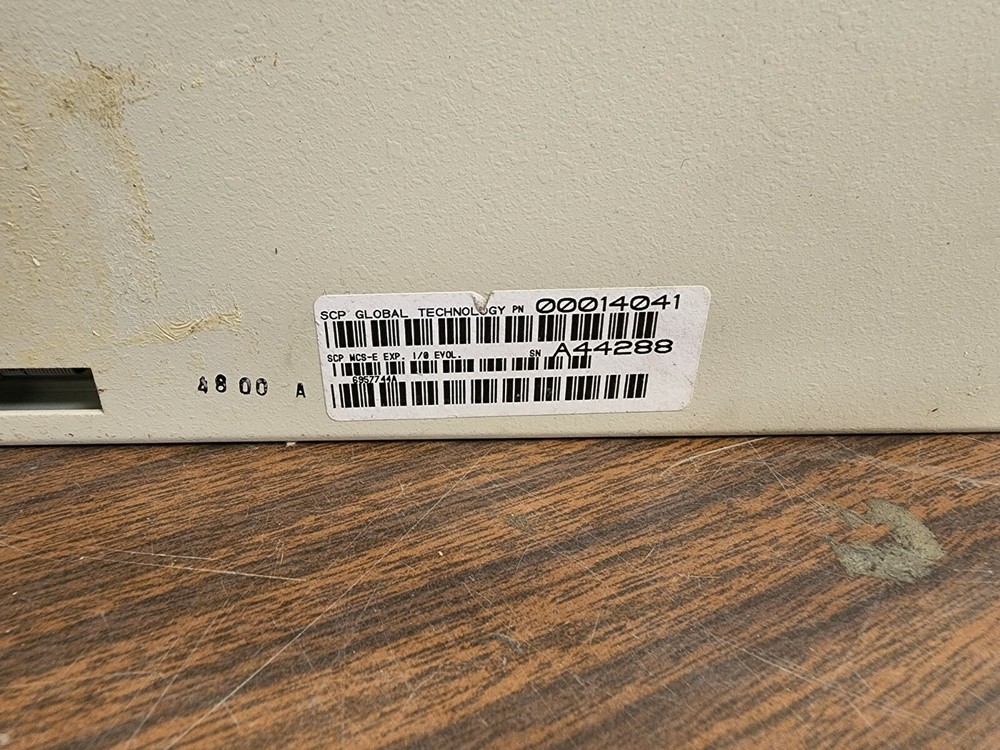 SCP GLOBAL TECHNOLOGY PN 00014041
SCP MCS-E EXP. I/O EVOL. SN A44288
6957744A
4800 A